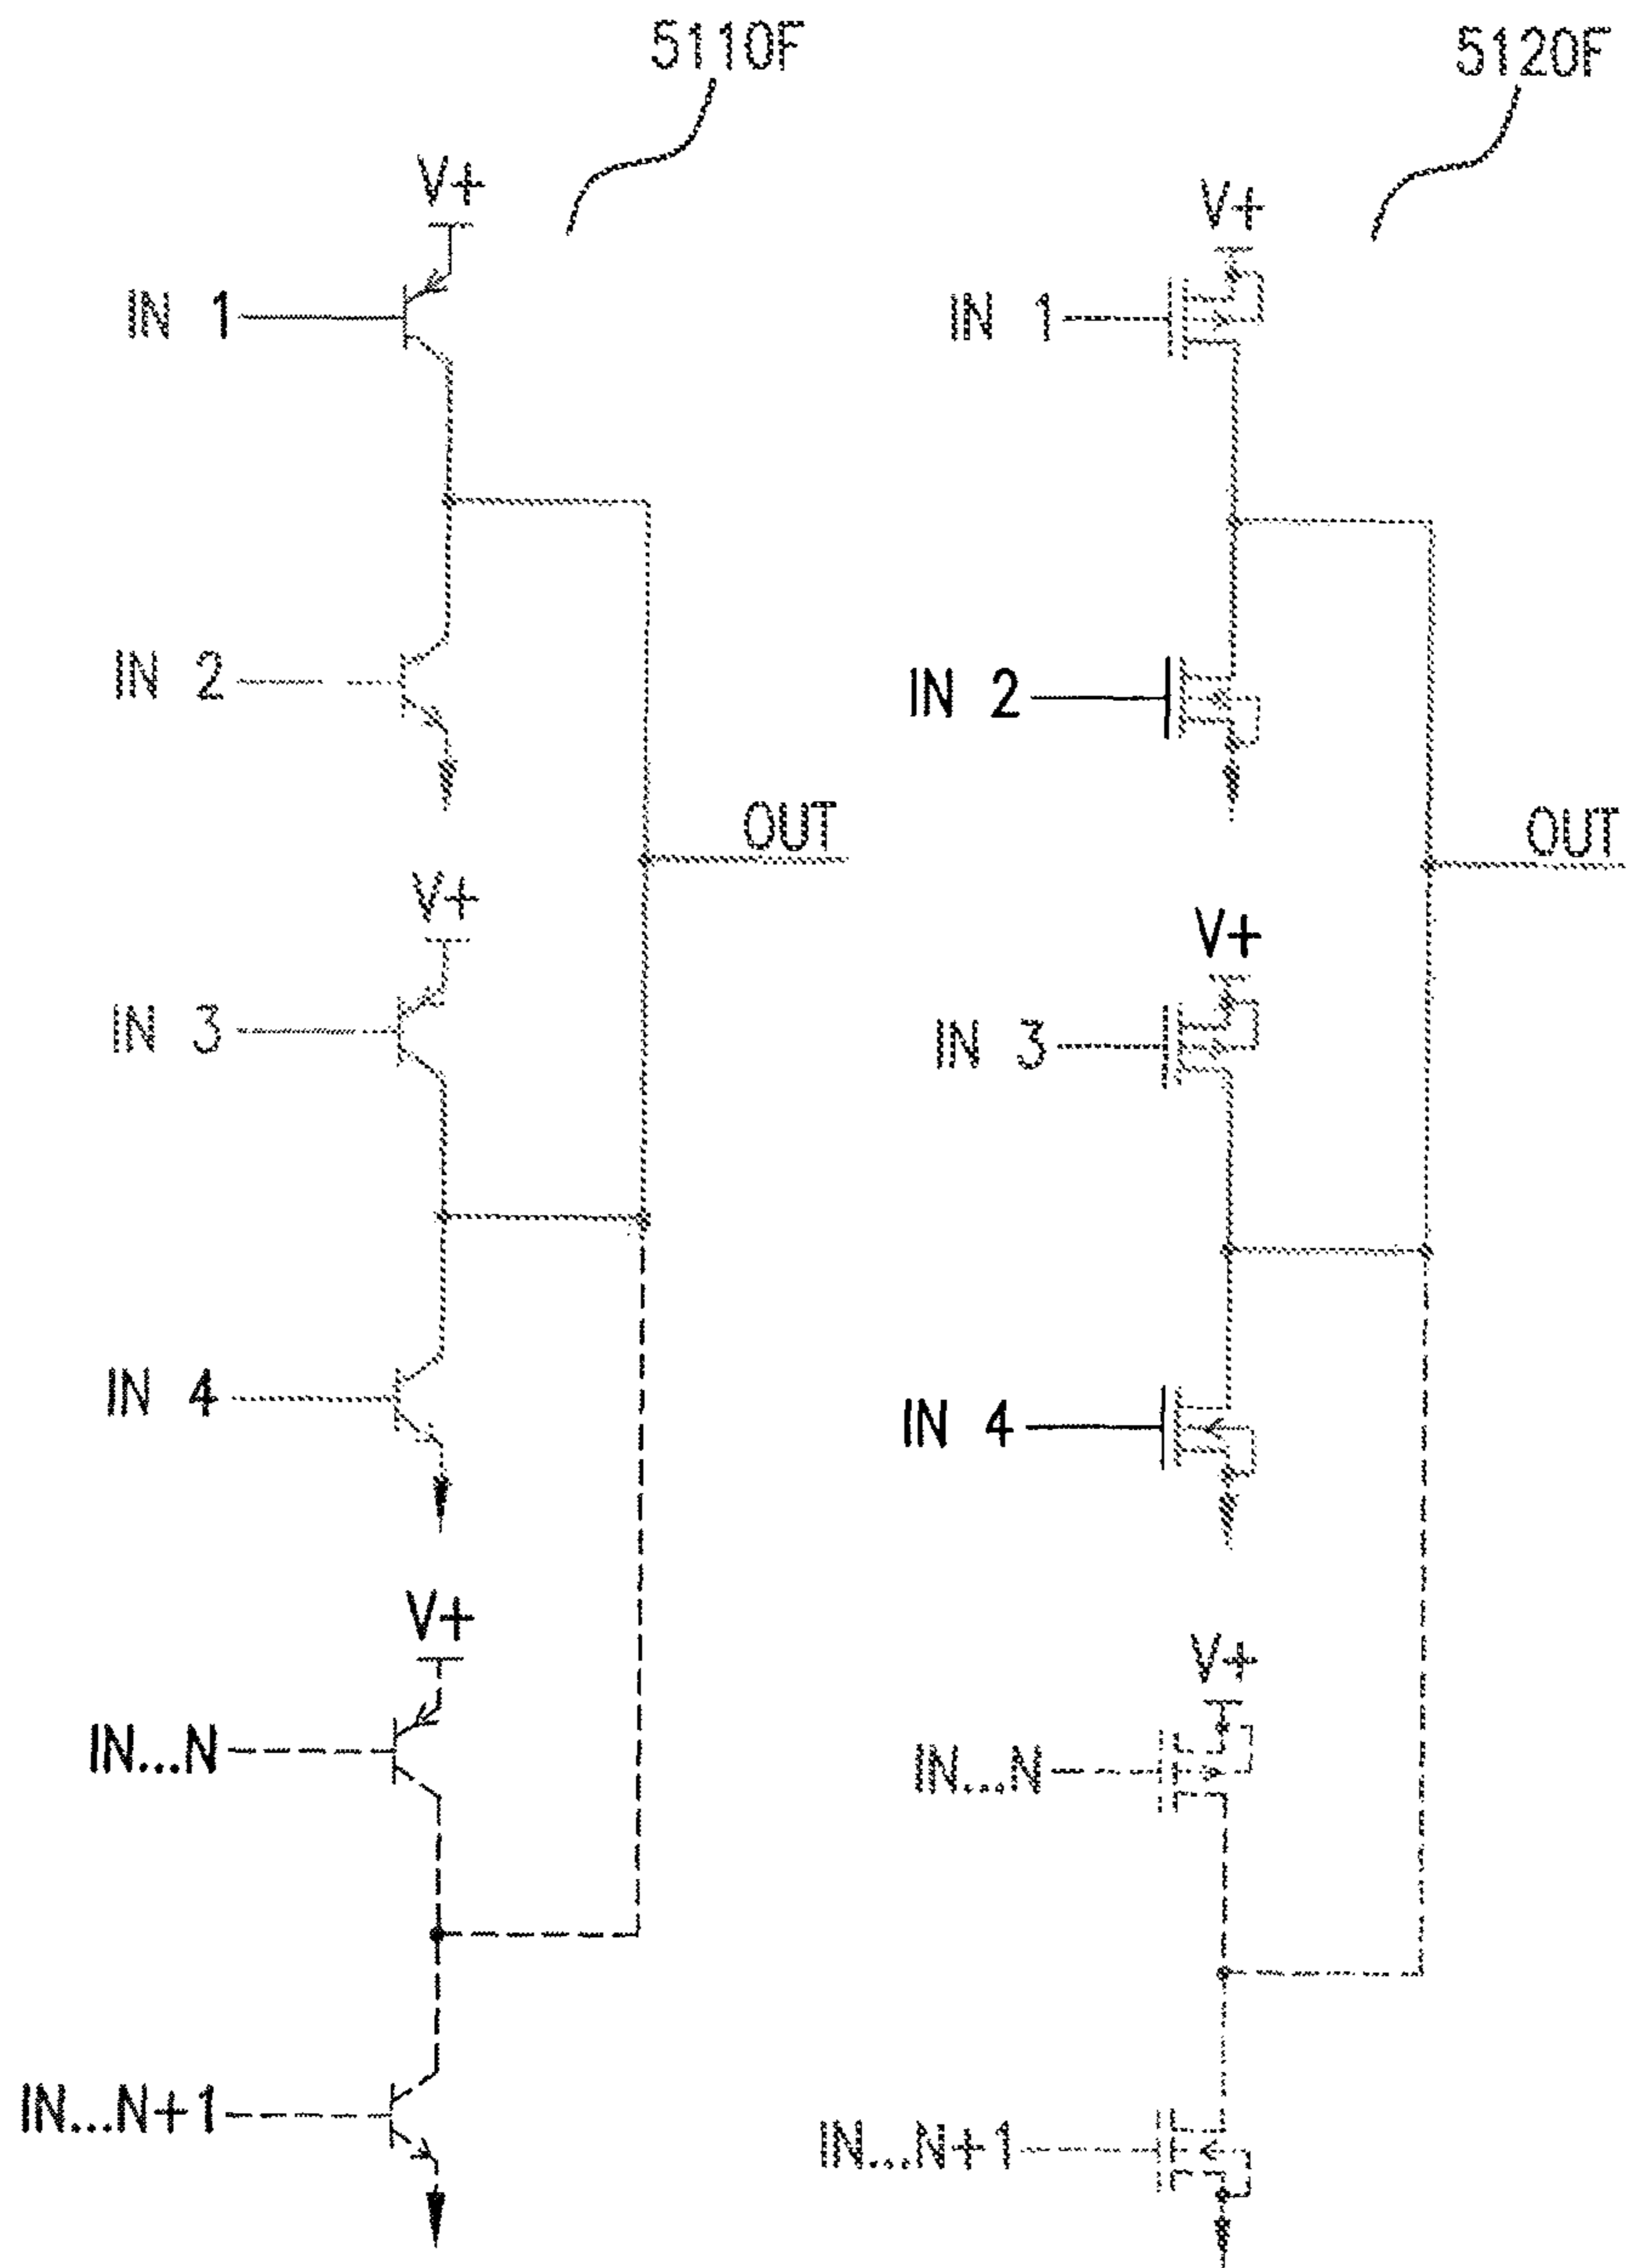 5110F
5120F
V+
V+
IN 1
IN 1
IN 2
IN 2
OUT
OUT
V+
V+
IN 3
IN 3
IN 4
IN 4
V+
V+
IN...N
IN...N
IN...N+1
IN...N+1